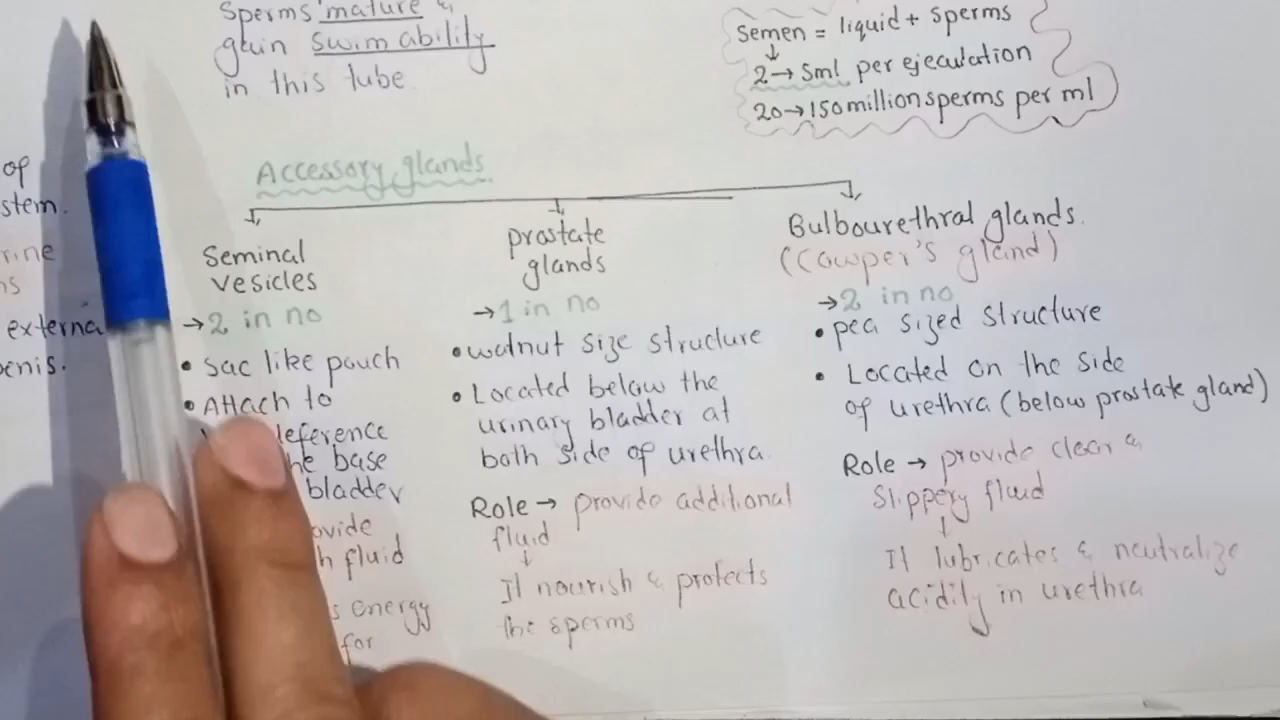 Sperms mature &
gain swim ability
in this tube
Semen = liquid + sperms
2→5ml per ejeculation
20→150 million sperms per ml
Accessory glands
op
stem.
rine
ns
externa
penis.
Seminal
vesicles
→2 in no
• Sac like pouch
• Attach to
deference
he base
bladder
ovide
h fluid
s energy
for
prostate
glands
→1 in no
• walnut size structure
• Located below the
urinary bladder at
both side of urethra.
Role → provide additional
fluid
↓
It nourish & protects
the sperms
Bulbourethral glands.
(Cowper's gland)
→2 in no
• pea sized structure
• Located on the side
of urethra (below prostate gland)
Role → provide clear &
slippery fluid
↓
It lubricates & neutralize
acidity in urethra